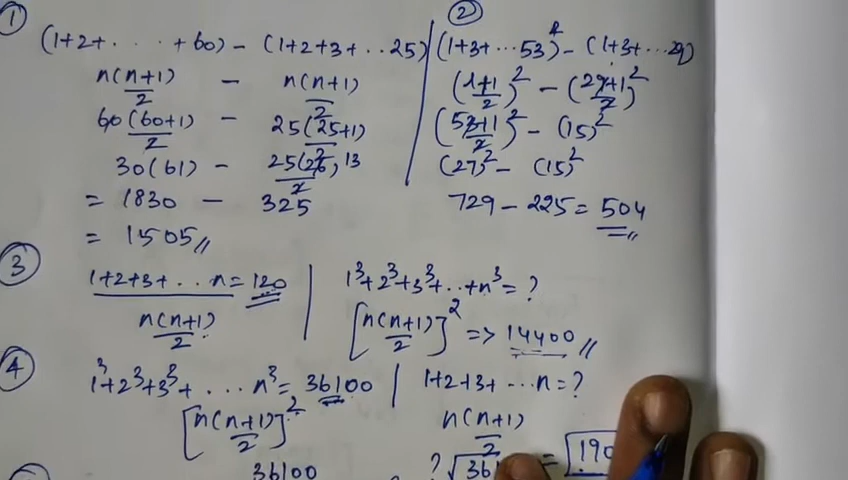 ①
(1+2+ . . . +60) - (1+2+3+ . . 25)
n(n+1)/2 - n(n+1)/2
60(60+1)/2 - 25(25+1)/2
30(61) - 25(26)/2 13
= 1830 - 325
= 1505//
②
(1+3+ ... 53)² - (1+3+ ... 29)
(l+1/2)² - (29+1/2)²
(53+1/2)² - (15)²
(27)² - (15)²
729 - 225 = 504
③
1+2+3+ . . . n = 120
n(n+1)/2
1³+2³+3³+ . . +n³ = ?
[n(n+1)/2]² => 14400//
④
1³+2³+3³+ . . . n³ = 36100
[n(n+1)/2]²
36100
1+2+3+ ... n = ?
n(n+1)/2
= 190